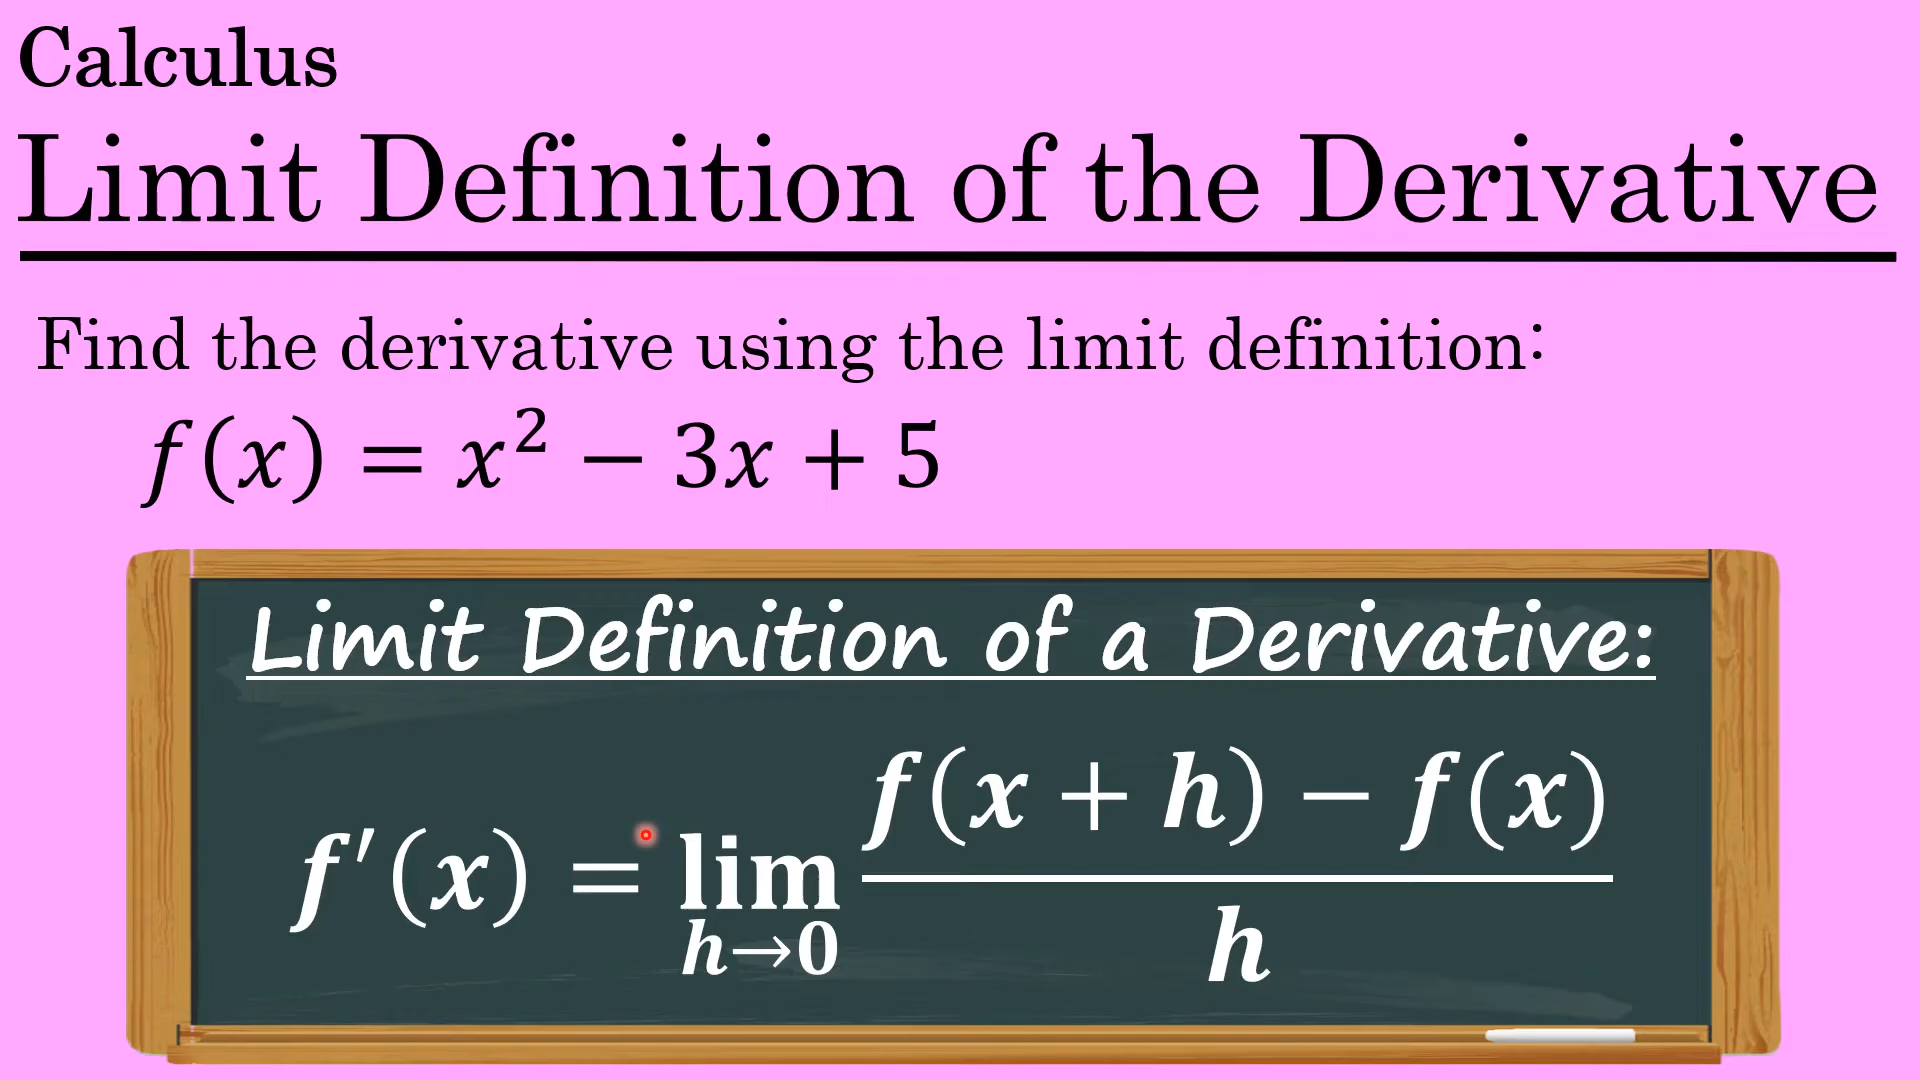 Calculus
Limit Definition of the Derivative
Find the derivative using the limit definition:
f(x) = x² − 3x + 5
Limit Definition of a Derivative:
f′(x) = lim h→0 f(x + h) − f(x) / h